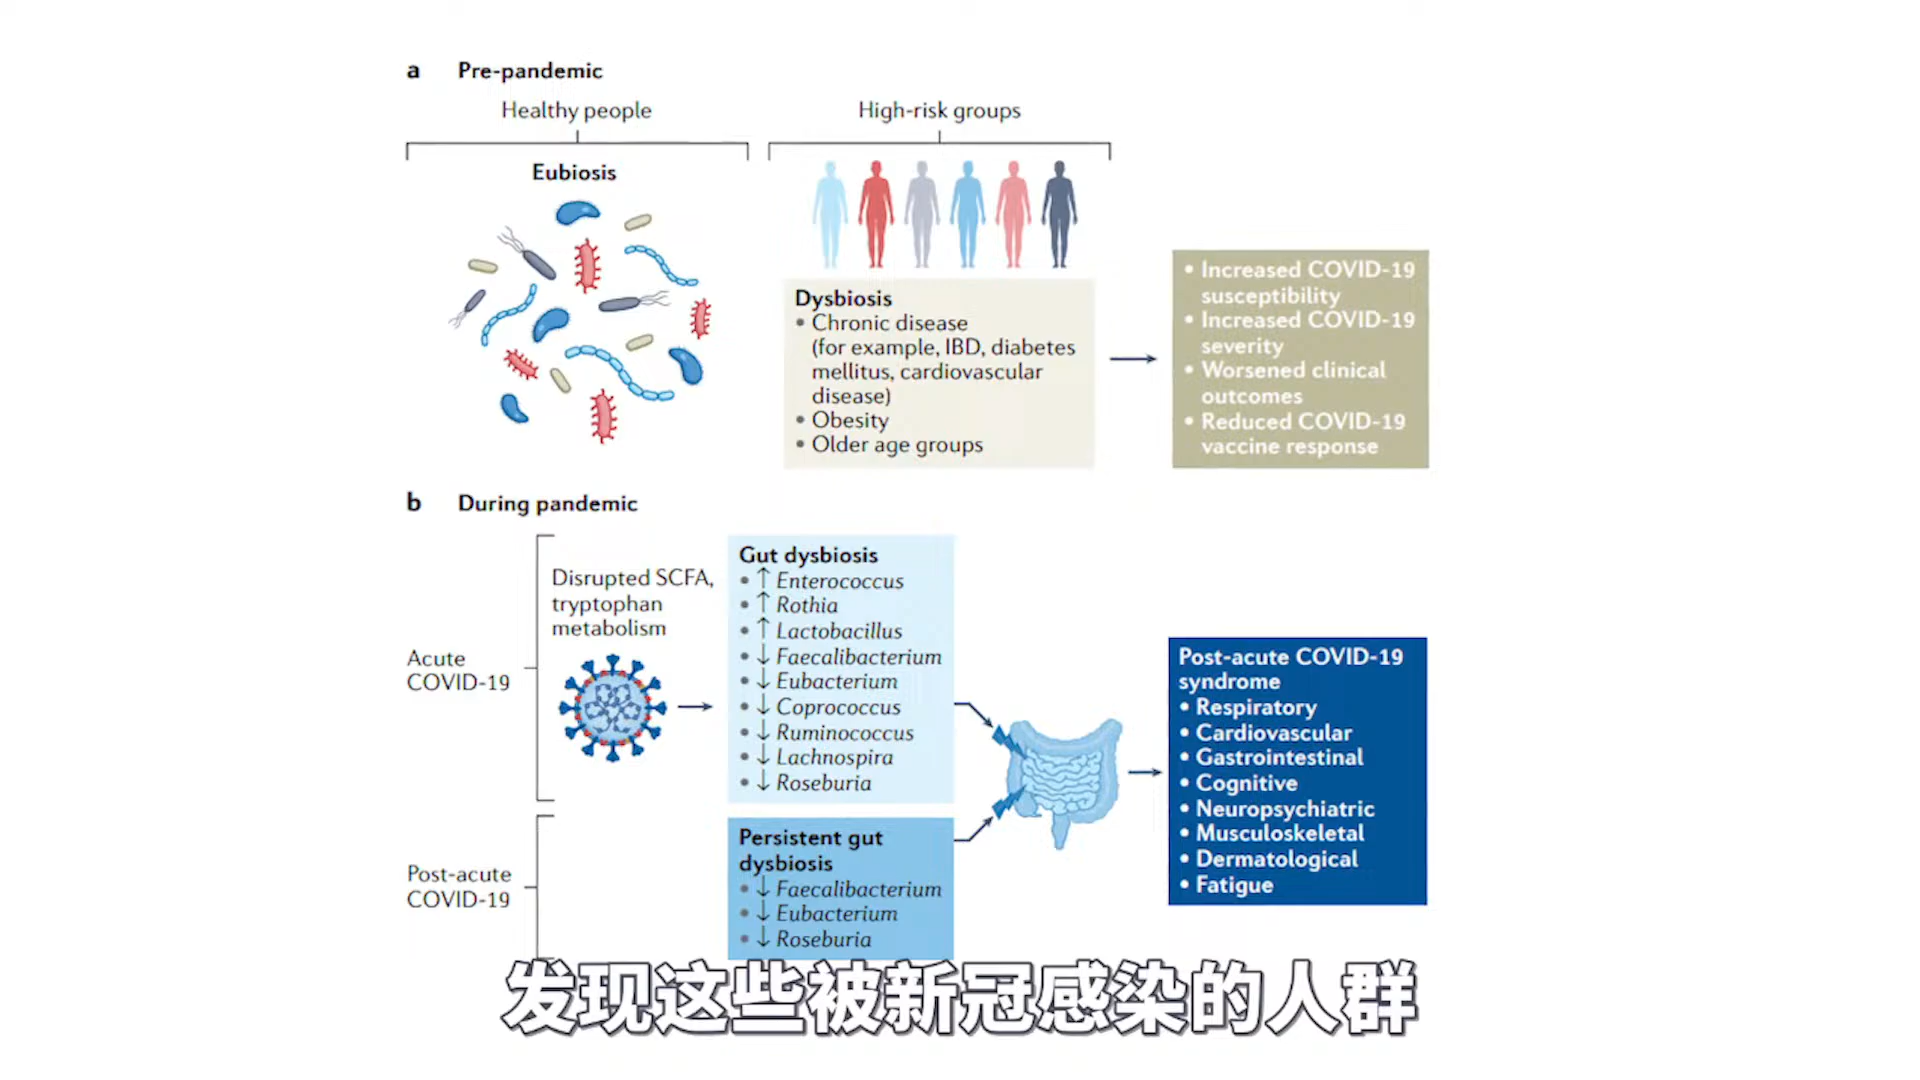 a Pre-pandemic
Healthy people
High-risk groups
Eubiosis
Dysbiosis
• Chronic disease
(for example, IBD, diabetes
mellitus, cardiovascular
disease)
• Obesity
• Older age groups
• Increased COVID-19
susceptibility
• Increased COVID-19
severity
• Worsened clinical
outcomes
• Reduced COVID-19
vaccine response
b During pandemic
Acute
COVID-19
Disrupted SCFA,
tryptophan
metabolism
Gut dysbiosis
• ↑ Enterococcus
• ↑ Rothia
• ↑ Lactobacillus
• ↓ Faecalibacterium
• ↓ Eubacterium
• ↓ Coprococcus
• ↓ Ruminococcus
• ↓ Lachnospira
• ↓ Roseburia
Post-acute
COVID-19
Persistent gut
dysbiosis
• ↓ Faecalibacterium
• ↓ Eubacterium
• ↓ Roseburia
Post-acute COVID-19
syndrome
• Respiratory
• Cardiovascular
• Gastrointestinal
• Cognitive
• Neuropsychiatric
• Musculoskeletal
• Dermatological
• Fatigue
发现这些被新冠感染的人群